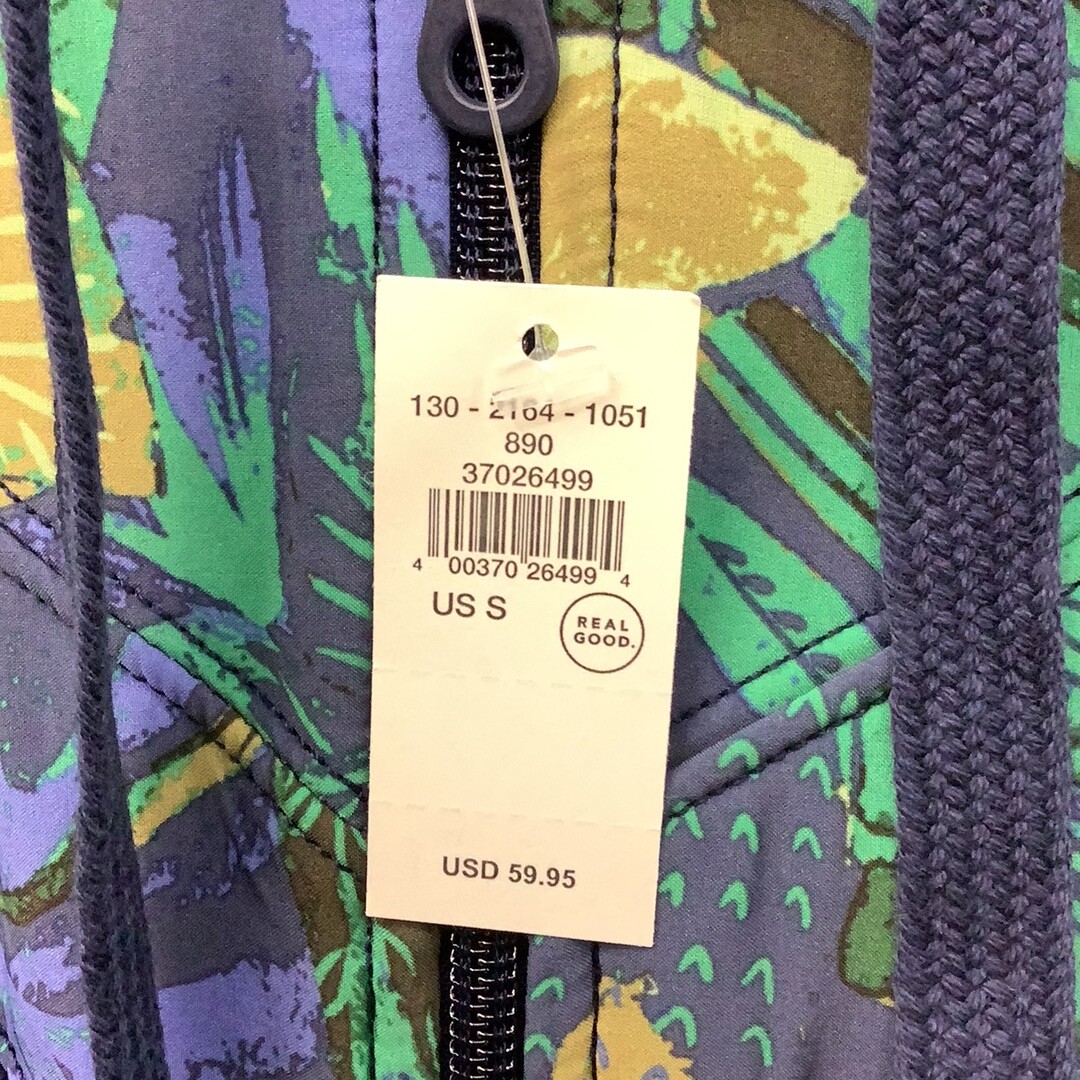 130 - 2164 - 1051
890
37026499
4 00370 26499 4
US S
REAL
GOOD.
USD 59.95